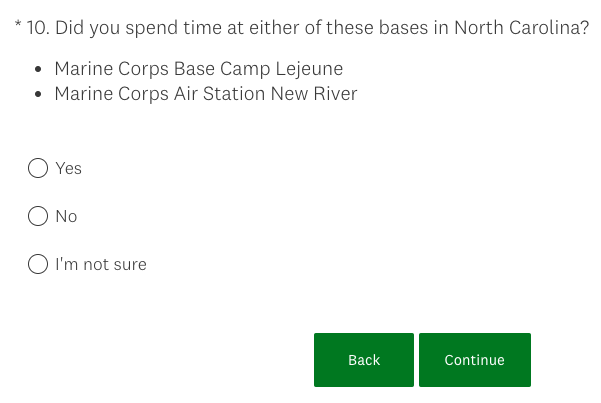 * 10. Did you spend time at either of these bases in North Carolina?
• Marine Corps Base Camp Lejeune
• Marine Corps Air Station New River
Yes
No
I'm not sure
Back Continue